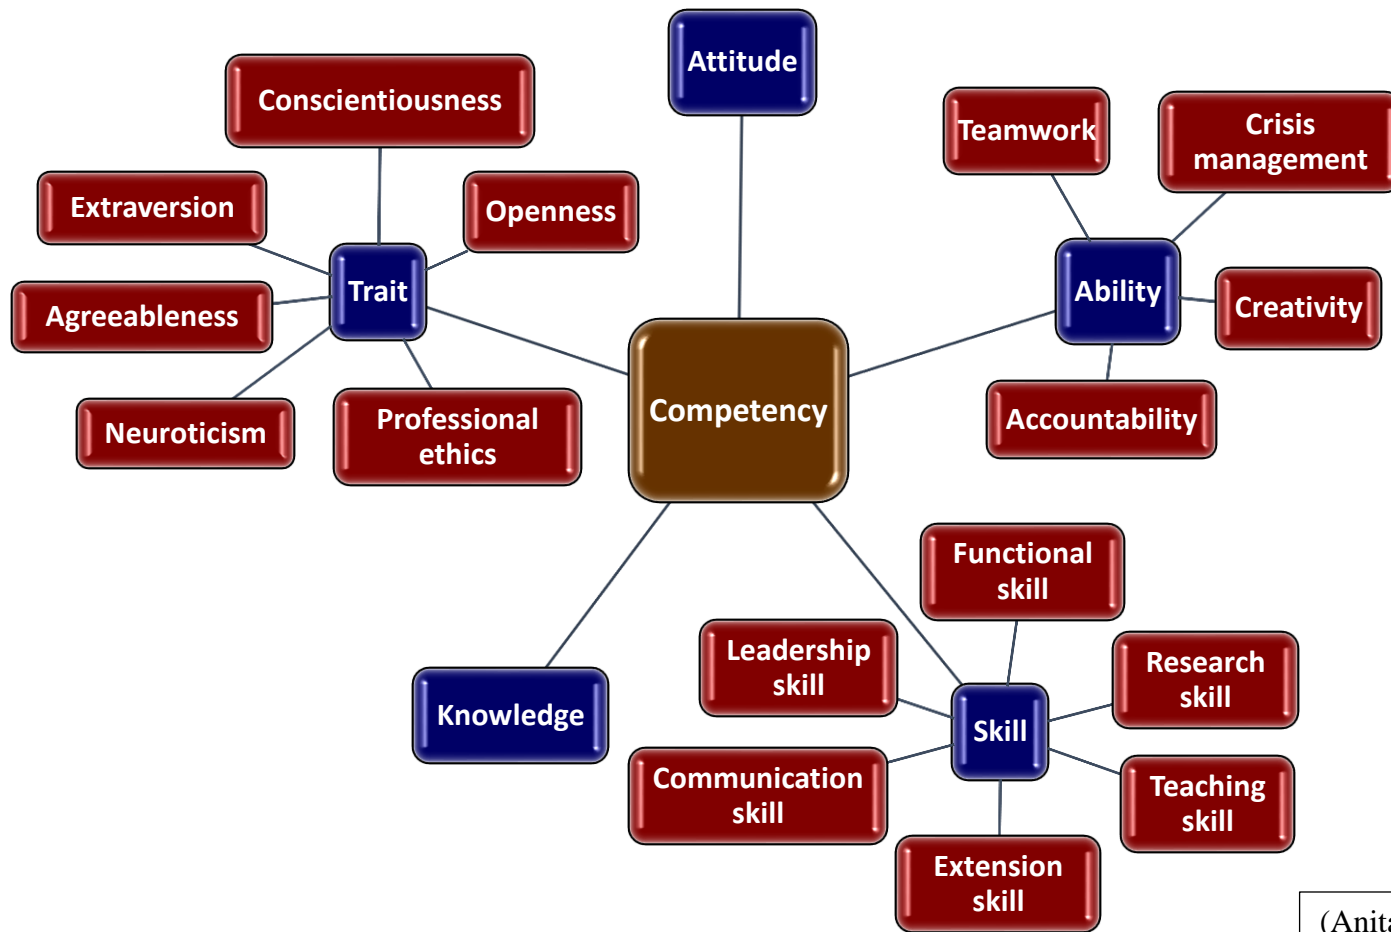 Attitude
Conscientiousness
Teamwork
Crisis
management
Extraversion
Openness
Trait
Ability
Agreeableness
Creativity
Competency
Accountability
Neuroticism
Professional
ethics
Functional
skill
Leadership
skill
Research
skill
Knowledge
Skill
Communication
skill
Teaching
skill
Extension
skill
(Anita